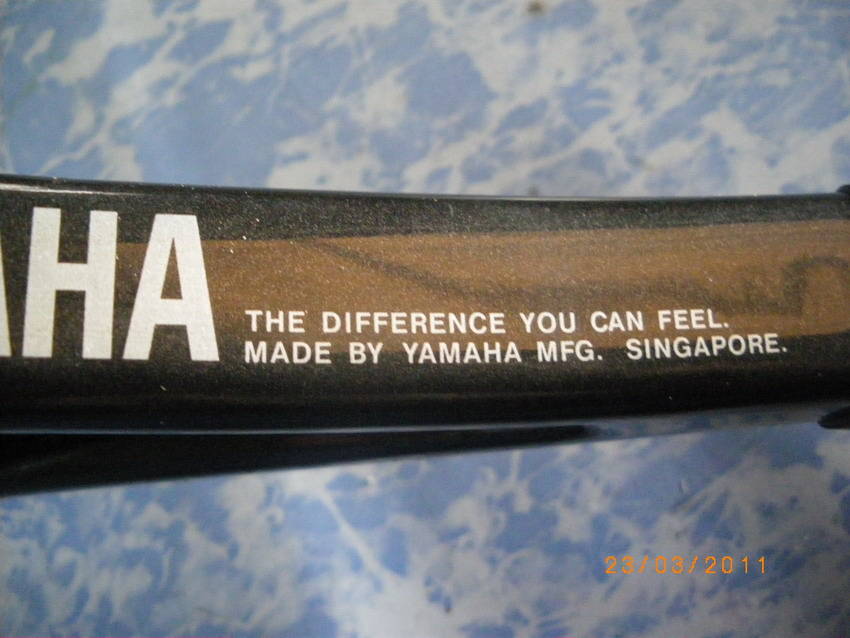 AHA
THE DIFFERENCE YOU CAN FEEL.
MADE BY YAMAHA MFG. SINGAPORE.
23/03/2011